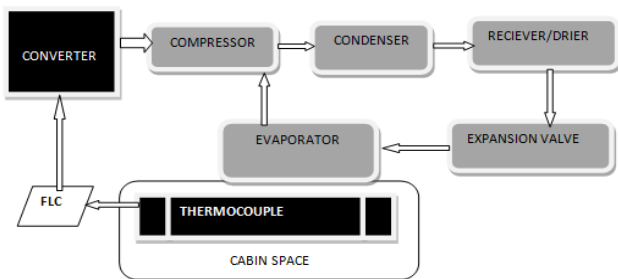 CONVERTER
COMPRESSOR
CONDENSER
RECIEVER/DRIER
EVAPORATOR
EXPANSION VALVE
FLC
THERMOCOUPLE
CABIN SPACE